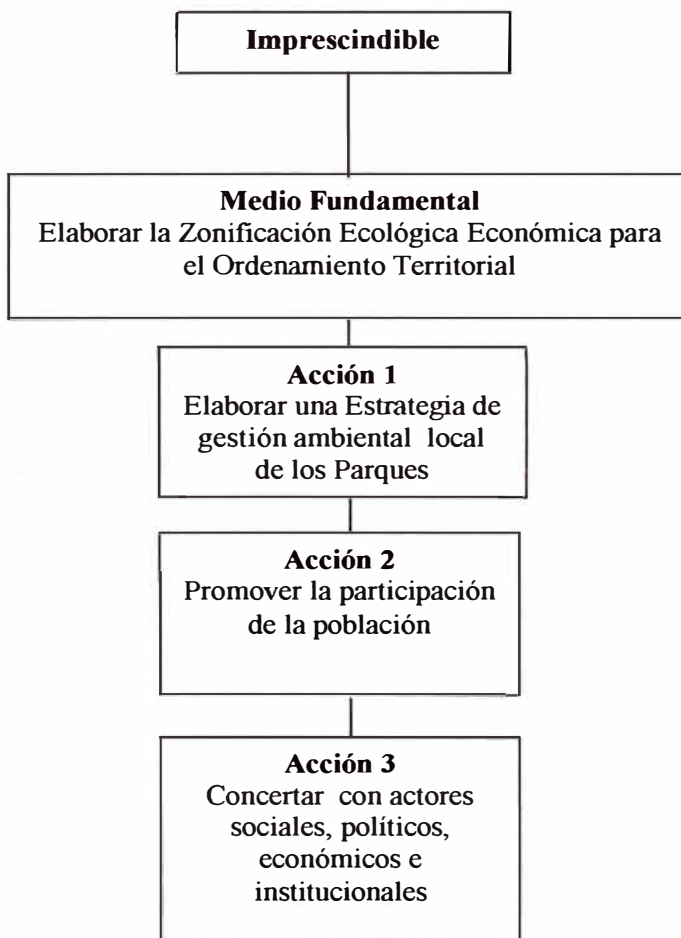 Imprescindible
Medio Fundamental
Elaborar la Zonificación Ecológica Económica para
el Ordenamiento Territorial
Acción 1
Elaborar una Estrategia de
gestión ambiental local
de los Parques
Acción 2
Promover la participación
de la población
Acción 3
Concertar con actores
sociales, políticos,
económicos e
institucionales